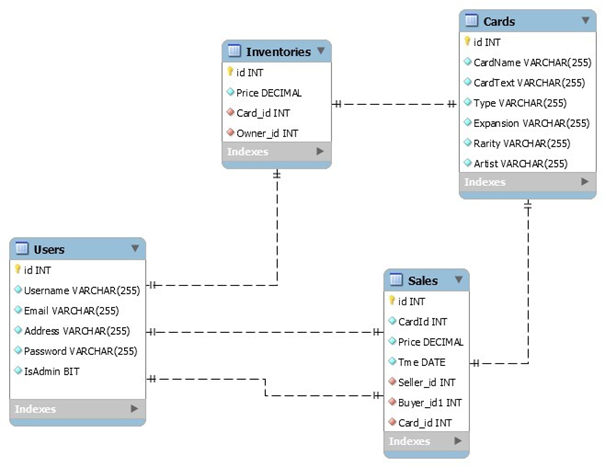 Cards
id INT
CardName VARCHAR(255)
CardText VARCHAR(255)
Type VARCHAR(255)
Expansion VARCHAR(255)
Rarity VARCHAR(255)
Artist VARCHAR(255)
Indexes
Inventories
id INT
Price DECIMAL
Card_id INT
Owner_id INT
Indexes
Users
id INT
Username VARCHAR(255)
Email VARCHAR(255)
Address VARCHAR(255)
Password VARCHAR(255)
IsAdmin BIT
Indexes
Sales
id INT
CardId INT
Price DECIMAL
Tme DATE
Seller_id INT
Buyer_id1 INT
Card_id INT
Indexes